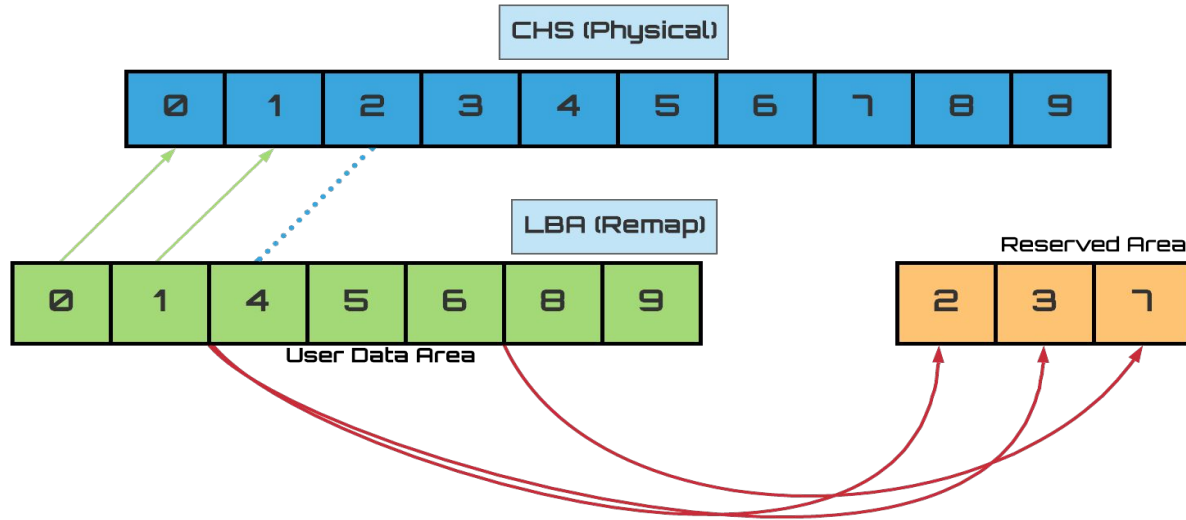 CHS (Physical)
0 1 2 3 4 5 6 7 8 9
LBA (Remap)
Reserved Area
0 1 4 5 6 8 9
2 3 7
User Data Area